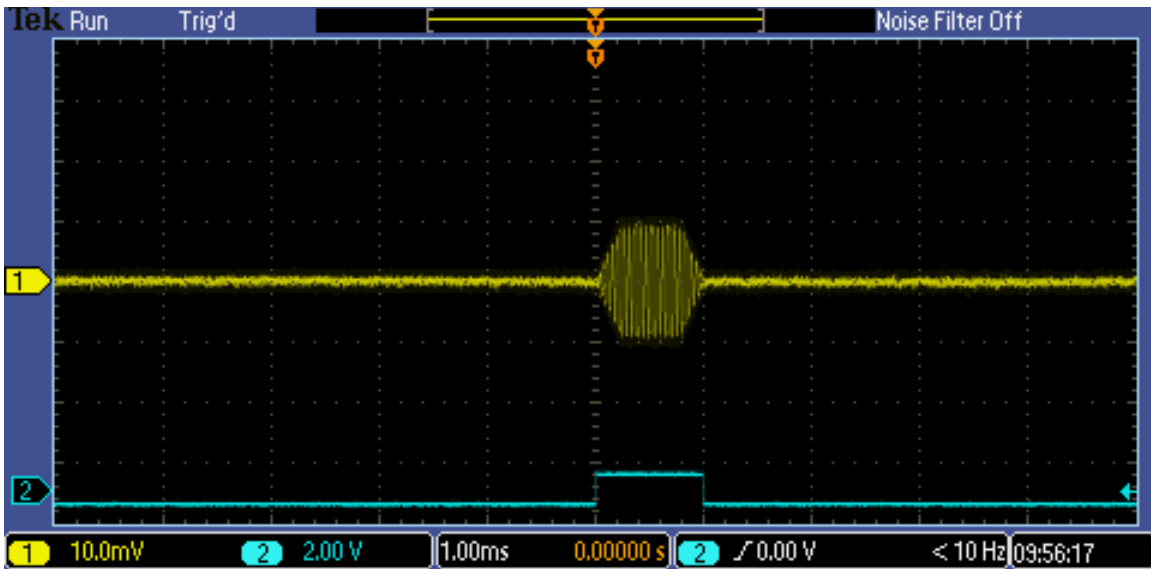 Tek Run Trig'd Noise Filter Off
T
T
1
2
1 10.0mV 2 2.00 V 1.00ms 0.00000 s 2 0.00 V < 10 Hz 09:56:17